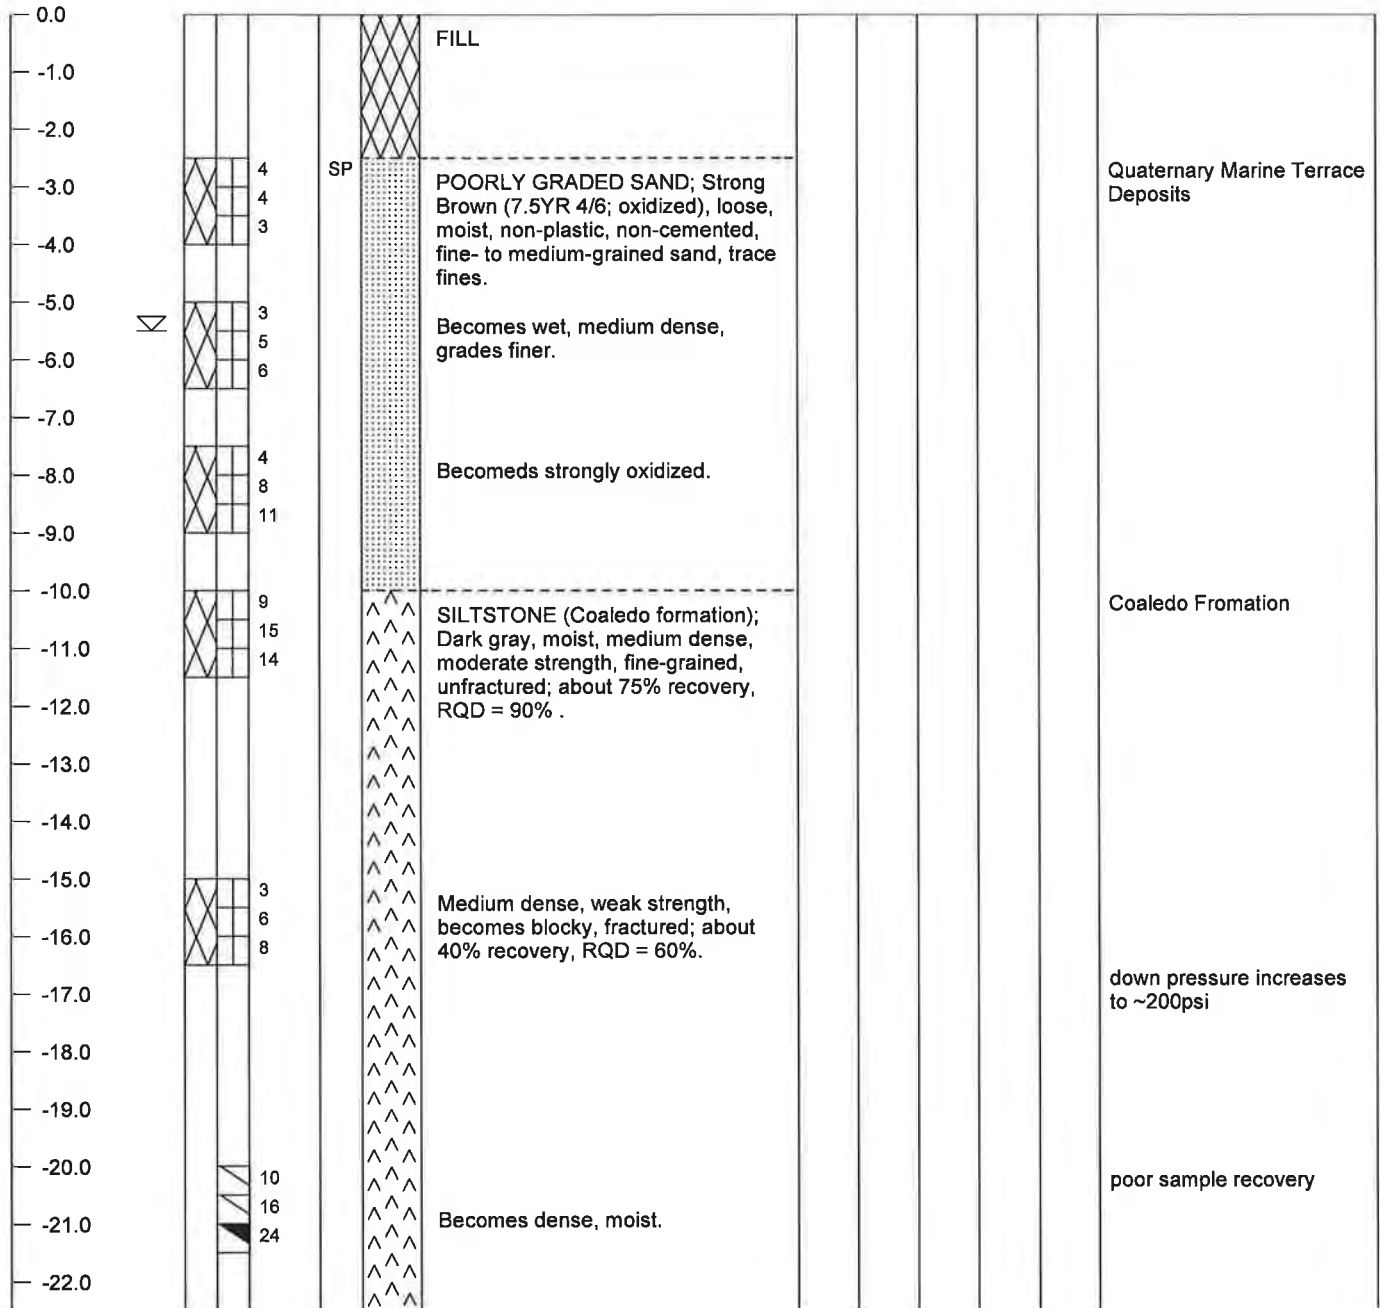 0.0
FILL
-1.0
-2.0
4
SP
POORLY GRADED SAND; Strong
Brown (7.5YR 4/6; oxidized), loose,
moist, non-plastic, non-cemented,
fine- to medium-grained sand, trace
fines.
Quaternary Marine Terrace
Deposits
-3.0
4
3
-4.0
-5.0
3
Becomes wet, medium dense,
grades finer.
5
-6.0
6
-7.0
4
Becomeds strongly oxidized.
-8.0
8
11
-9.0
-10.0
9
SILTSTONE (Coaledo formation);
Dark gray, moist, medium dense,
moderate strength, fine-grained,
unfractured; about 75% recovery,
RQD = 90% .
Coaledo Fromation
15
-11.0
14
-12.0
-13.0
-14.0
-15.0
3
Medium dense, weak strength,
becomes blocky, fractured; about
40% recovery, RQD = 60%.
6
-16.0
8
down pressure increases
to ~200psi
-17.0
-18.0
-19.0
-20.0
10
poor sample recovery
16
Becomes dense, moist.
-21.0
24
-22.0